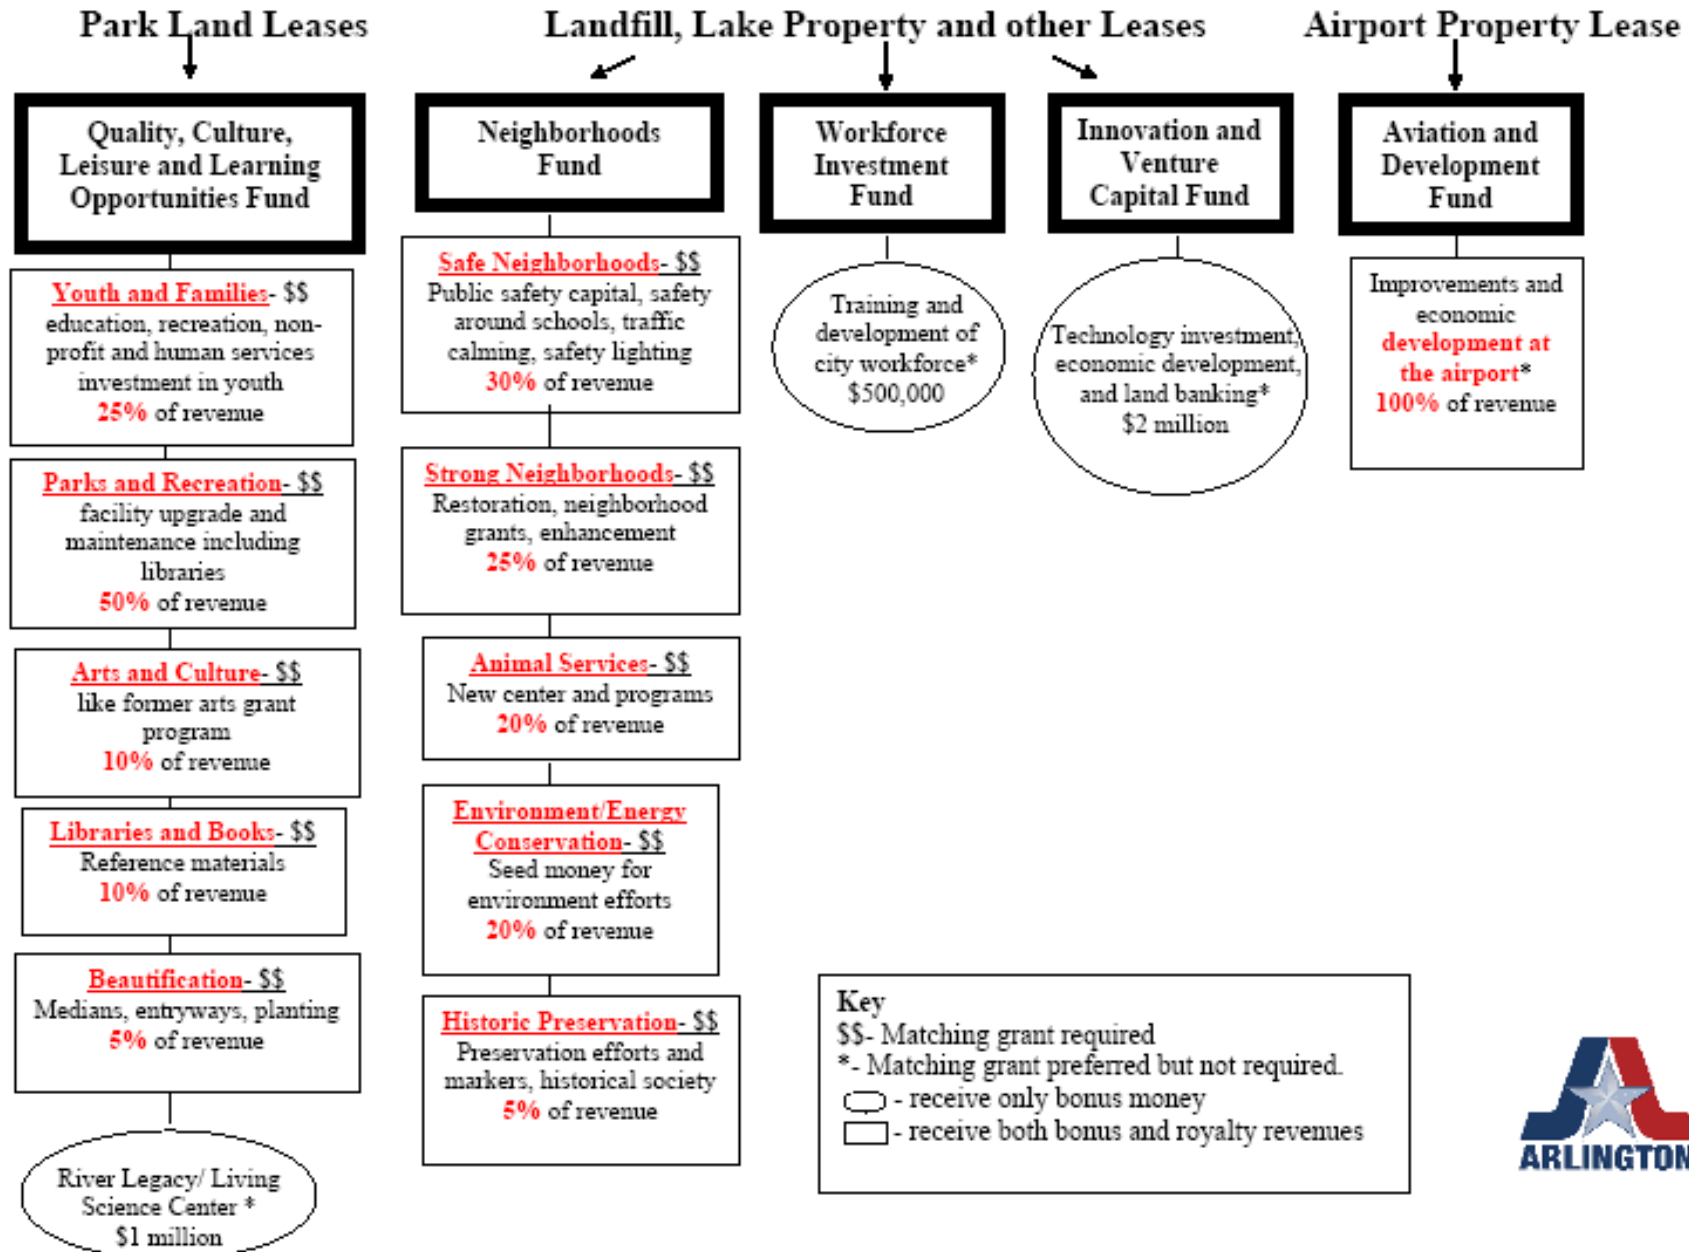 Park Land Leases
Landfill, Lake Property and other Leases
Airport Property Lease
Quality, Culture,
Leisure and Learning
Opportunities Fund
Youth and Families- $$
education, recreation, non-
profit and human services
investment in youth
25% of revenue
Parks and Recreation- $$
facility upgrade and
maintenance including
libraries
50% of revenue
Arts and Culture- $$
like former arts grant
program
10% of revenue
Libraries and Books- $$
Reference materials
10% of revenue
Beautification- $$
Medians, entryways, planting
5% of revenue
River Legacy/ Living
Science Center *
$1 million
Neighborhoods
Fund
Safe Neighborhoods- $$
Public safety capital, safety
around schools, traffic
calming, safety lighting
30% of revenue
Strong Neighborhoods- $$
Restoration, neighborhood
grants, enhancement
25% of revenue
Animal Services- $$
New center and programs
20% of revenue
Environment/Energy
Conservation- $$
Seed money for
environment efforts
20% of revenue
Historic Preservation- $$
Preservation efforts and
markers, historical society
5% of revenue
Workforce
Investment
Fund
Training and
development of
city workforce*
$500,000
Innovation and
Venture
Capital Fund
Technology investment,
economic development,
and land banking*
$2 million
Aviation and
Development
Fund
Improvements and
economic
development at
the airport*
100% of revenue
Key
$$- Matching grant required
*- Matching grant preferred but not required.
- receive only bonus money
- receive both bonus and royalty revenues
ARLINGTON